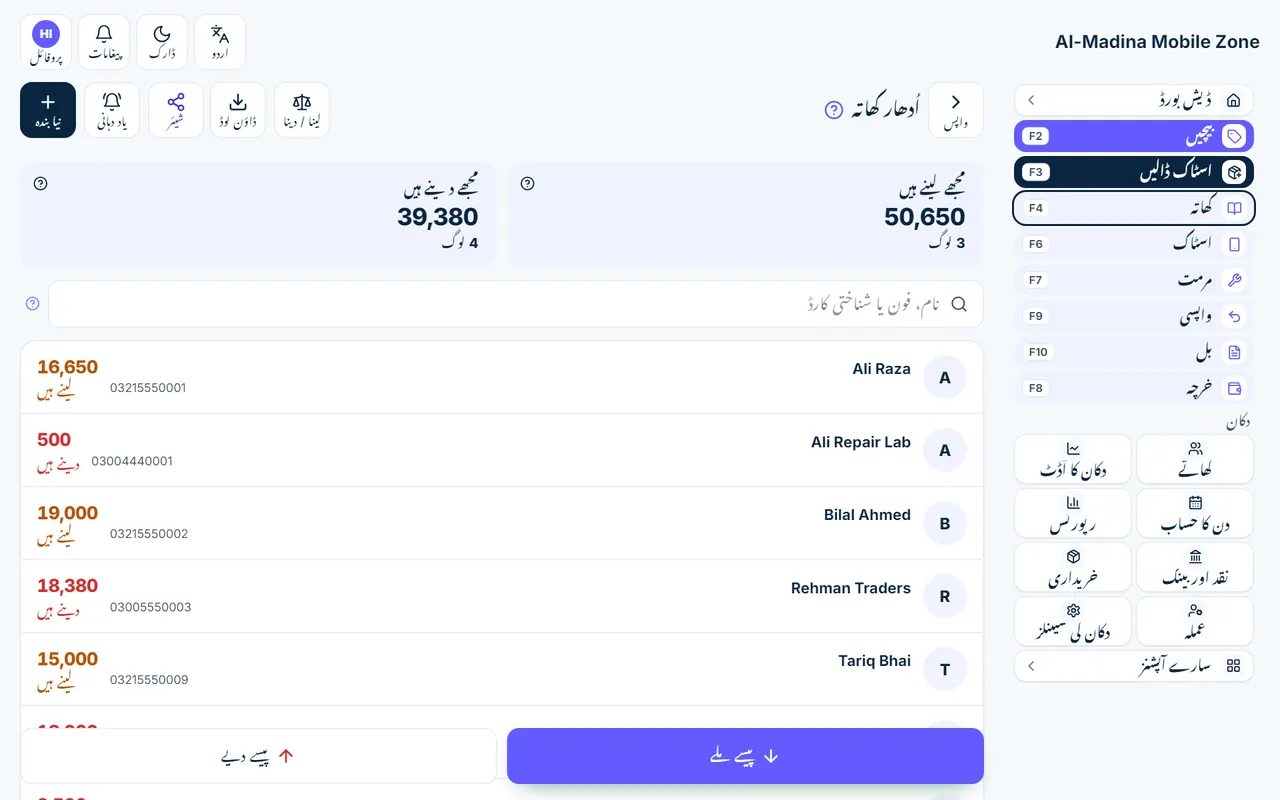 Al-Madina Mobile Zone
اردو
ڈارک
پیغامات
HI
پروفائل
ڈیش بورڈ
بیچیں F2
اسٹاک ڈالیں F3
کھاتہ F4
اسٹاک F6
مرمت F7
واپسی F9
بل F10
خرچہ F8
دکان
کھاتے
دکان کا آڈٹ
دن کا حساب
رپورٹس
نقد اور بینک
خریداری
عملہ
دکان کی سیٹنگز
سارے آپشنز
واپس
اُدھار کھاتہ
لینا / دینا
ڈاؤن لوڈ
شیئر
یاد دہانی
نیا بندہ
مجھے لینے ہیں
50,650
3 لوگ
مجھے دینے ہیں
39,380
4 لوگ
نام، فون یا شناختی کارڈ
A
Ali Raza
03215550001
16,650
لینے ہیں
A
Ali Repair Lab
03004440001
500
دینے ہیں
B
Bilal Ahmed
03215550002
19,000
لینے ہیں
R
Rehman Traders
03005550003
18,380
دینے ہیں
T
Tariq Bhai
03215550009
15,000
لینے ہیں
پیسے ملے
پیسے دیے